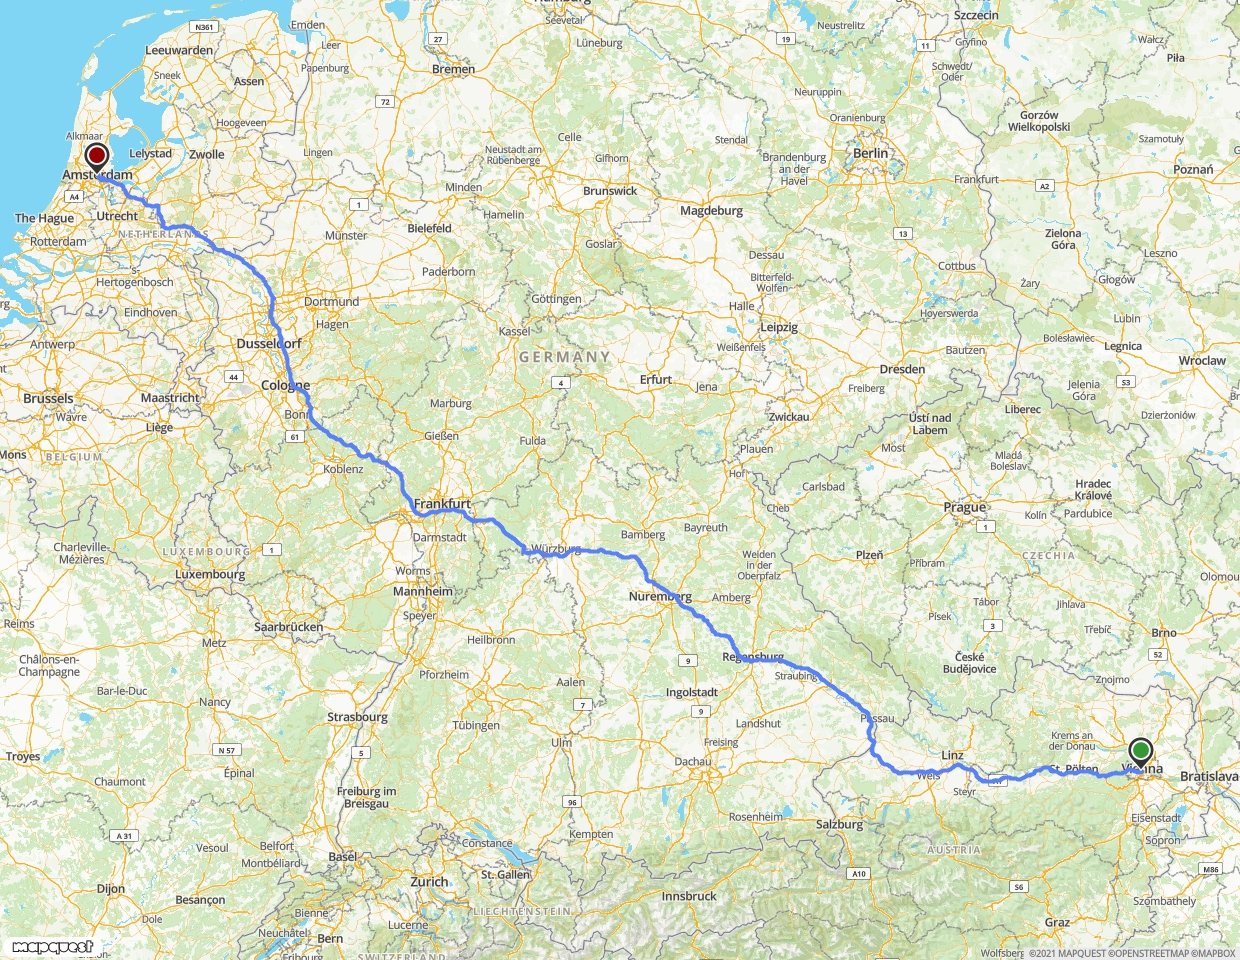 Hamburg
Szczecin
Emden
Seevetal
N361
Neustrelitz
Leeuwarden
Leer
27
Lüneburg
19
11
Gryfino
Wałcz
Piła
Sneek
Assen
Papenburg
Bremen
Schwedt/
Oder
72
Neuruppin
Hoogeveen
Oranienburg
Gorzów
Wielkopolski
Alkmaar
Celle
Stendal
Szamotuły
Lelystad
Zwolle
Lingen
Neustadt am
Rübenberge
Gifhorn
Brandenburg
an der
Havel
Berlin
Poznań
Amsterdam
Minden
Brunswick
Frankfurt
A2
A4
1
The Hague
Utrecht
Hamelin
Magdeburg
NETHERLANDS
Münster
Bielefeld
Goslar
13
Zielona
Góra
Rotterdam
Dessau
Leszno
's-
Hertogenbosch
Paderborn
Bitterfeld-
Wolfen
Cottbus
Żary
Głogów
Eindhoven
Dortmund
Göttingen
Halle
Hoyerswerda
Hagen
Kassel
Leipzig
Lubin
Antwerp
Dusseldorf
Weißenfels
Bautzen
Bolesławiec
Legnica
GERMANY
Wroclaw
44
Cologne
4
Erfurt
Jena
Dresden
Freiberg
S3
Jelenia
Góra
Brussels
Maastricht
Wavre
Bonn
Marburg
Zwickau
Ústí nad
Labem
Liberec
Dzierżoniów
Liège
61
Gießen
Fulda
Plauen
Most
Mladá
Boleslav
Mons
BELGIUM
Koblenz
Hof
Carlsbad
Hradec
Králové
Frankfurt
Cheb
Prague
Kolín
Pardubice
1
Darmstadt
Bamberg
Bayreuth
Charleville-
Mézières
LUXEMBOURG
1
Würzburg
Weiden
in der
Oberpfalz
Plzeň
Příbram
CZECHIA
Luxembourg
Worms
Mannheim
Olomouc
Nuremberg
Amberg
Tábor
Jihlava
Reims
Speyer
Písek
3
Třebíč
Saarbrücken
Brno
Metz
Heilbronn
52
Châlons-en-
Champagne
9
Regensburg
České
Budějovice
Pforzheim
Straubing
Znojmo
Bar-le-Duc
Nancy
Aalen
Ingolstadt
7
9
Strasbourg
Tübingen
Landshut
Passau
Krems an
der Donau
Troyes
N 57
5
Ulm
Freising
Linz
Épinal
Dachau
Wels
St. Pölten
Vienna
Bratislava
Chaumont
Freiburg im
Breisgau
96
Steyr
Rosenheim
Salzburg
Eisenstadt
A 31
Kempten
Sopron
Vesoul
Belfort
Constance
AUSTRIA
Montbéliard
Basel
St. Gallen
A10
M86
Zurich
S6
Dijon
Besançon
Innsbruck
Szombathely
Bienne
LIECHTENSTEIN
Dole
Lucerne
Graz
Neuchâtel
Bern
mapquest
Fribourg
SWITZERLAND
Wolfsberg
©2021 MAPQUEST ©OPENSTREETMAP ©MAPBOX